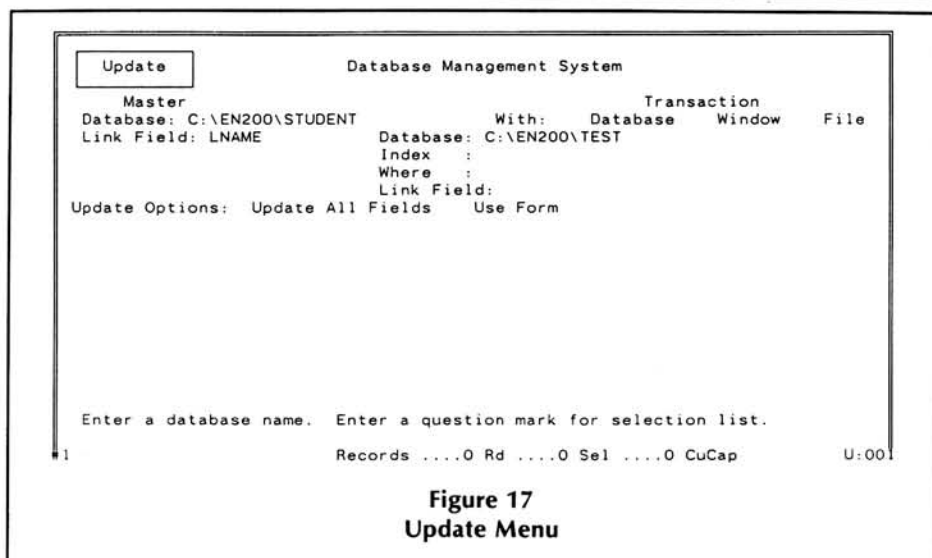 Update Database Management System
Master Transaction
Database: C:\EN200\STUDENT With: Database Window File
Link Field: LNAME Database: C:\EN200\TEST
Index :
Where :
Link Field:
Update Options: Update All Fields Use Form
Enter a database name. Enter a question mark for selection list.
1 Records ....0 Rd ....0 Sel ....0 CuCap U:001
Figure 17
Update Menu